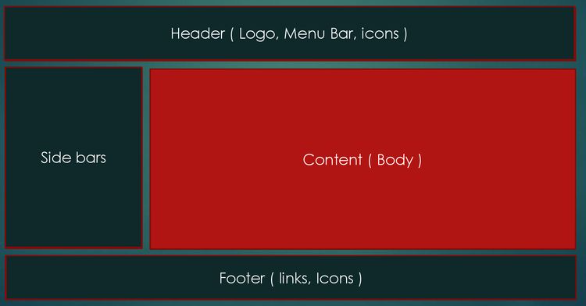 Header ( Logo, Menu Bar, icons )
Side bars
Content ( Body )
Footer ( links, Icons )